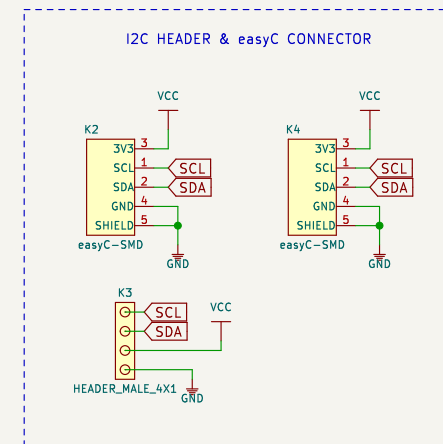 I2C HEADER & easyC CONNECTOR
VCC
K2
3V3 3
SCL 1 SCL
SDA 2 SDA
GND 4
SHIELD 5
easyC-SMD
GND
VCC
K4
3V3 3
SCL 1 SCL
SDA 2 SDA
GND 4
SHIELD 5
easyC-SMD
GND
K3
SCL
SDA
VCC
HEADER_MALE_4X1
GND